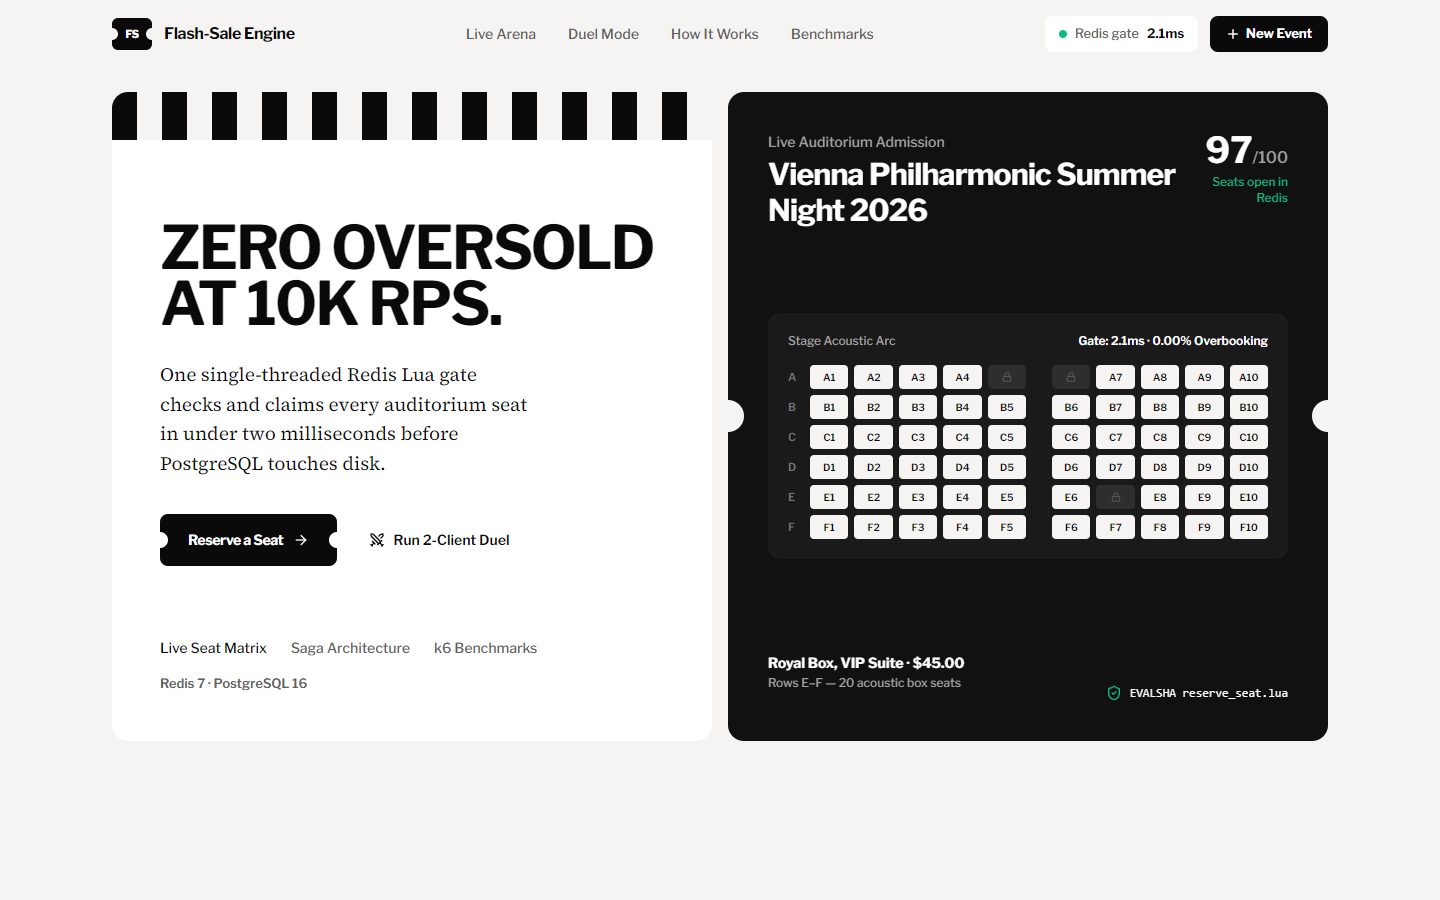 FS
Flash-Sale Engine
Live Arena
Duel Mode
How It Works
Benchmarks
Redis gate 2.1ms
New Event
ZERO OVERSOLD
AT 10K RPS.
One single-threaded Redis Lua gate
checks and claims every auditorium seat
in under two milliseconds before
PostgreSQL touches disk.
Reserve a Seat
Run 2-Client Duel
Live Seat Matrix
Saga Architecture
k6 Benchmarks
Redis 7 · PostgreSQL 16
Live Auditorium Admission
Vienna Philharmonic Summer
Night 2026
97/100
Seats open in
Redis
Stage Acoustic Arc
Gate: 2.1ms · 0.00% Overbooking
A A1 A2 A3 A4 A7 A8 A9 A10
B B1 B2 B3 B4 B5 B6 B7 B8 B9 B10
C C1 C2 C3 C4 C5 C6 C7 C8 C9 C10
D D1 D2 D3 D4 D5 D6 D7 D8 D9 D10
E E1 E2 E3 E4 E5 E6 E8 E9 E10
F F1 F2 F3 F4 F5 F6 F7 F8 F9 F10
Royal Box, VIP Suite · $45.00
Rows E–F — 20 acoustic box seats
EVALSHA reserve_seat.lua